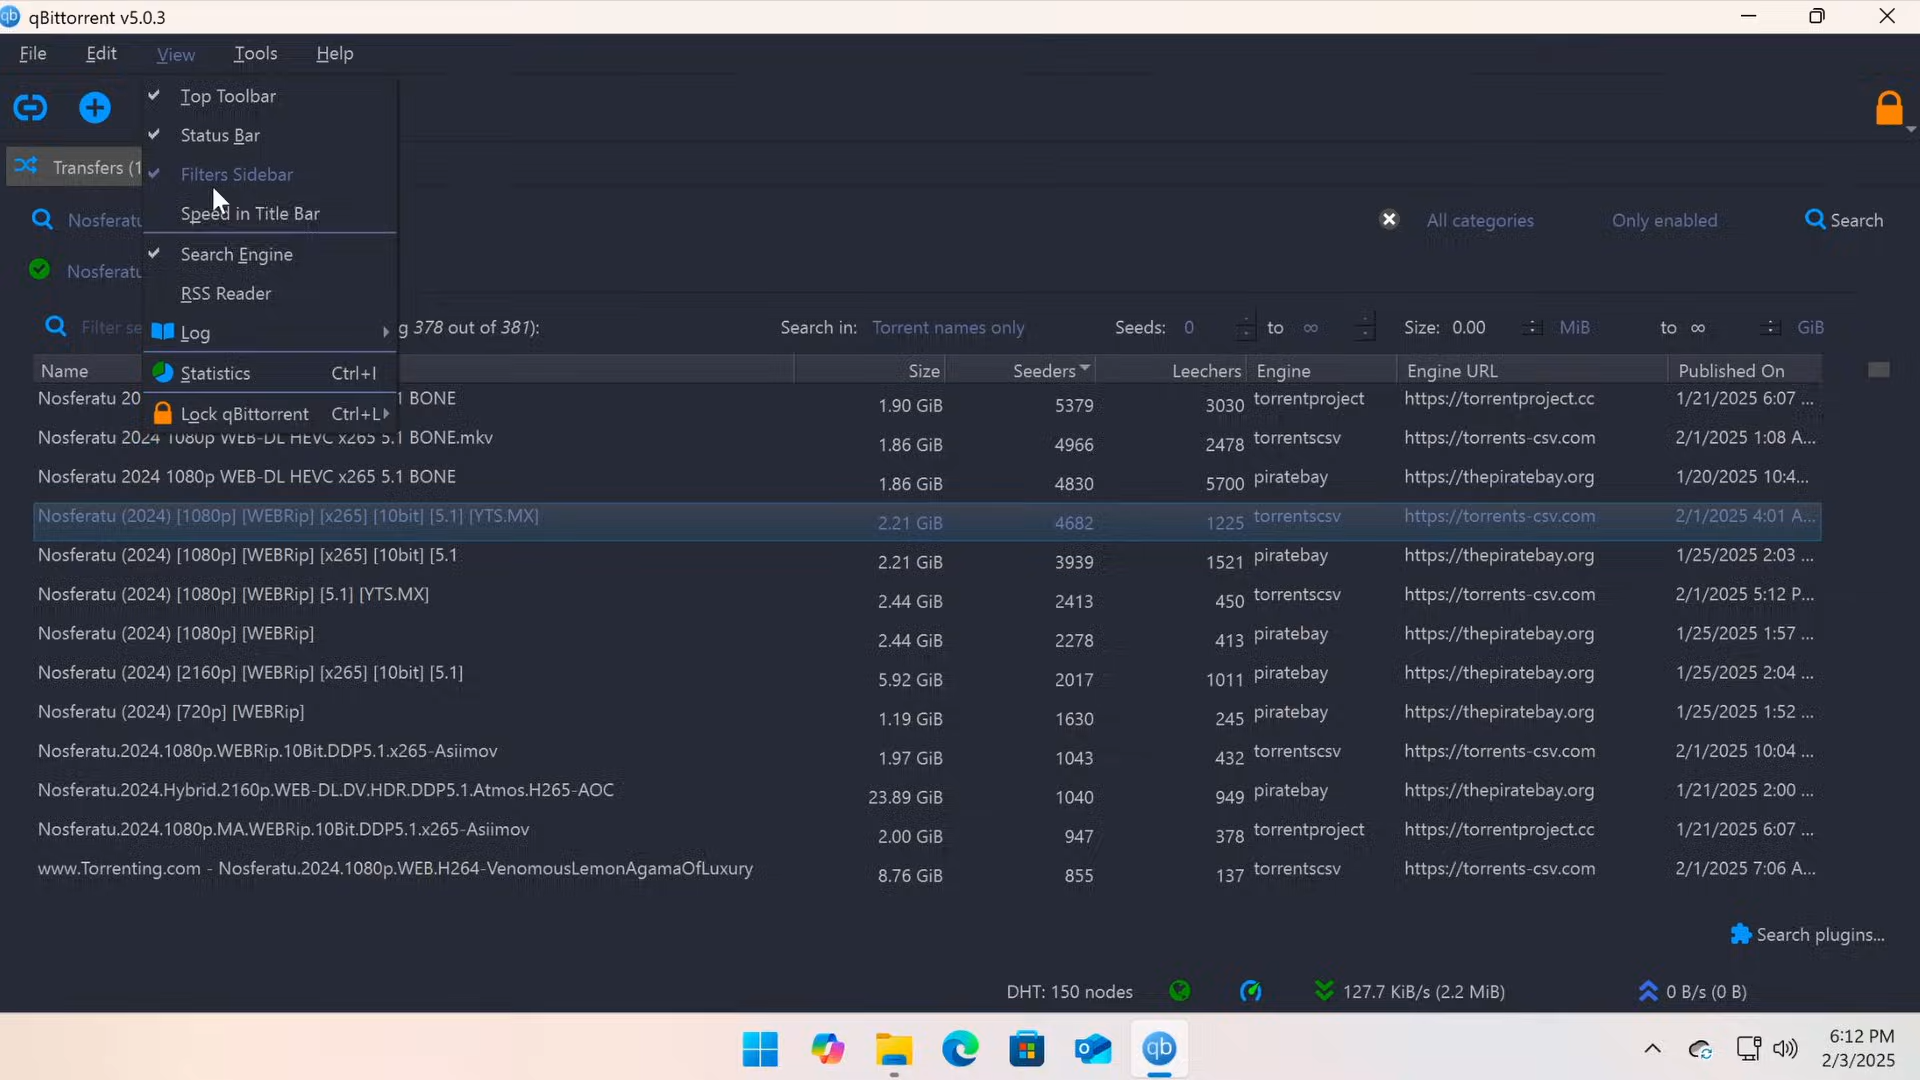 qBittorrent v5.0.3
File Edit View Tools Help
Top Toolbar
Status Bar
Transfers (1
Filters Sidebar
Speed in Title Bar
Nosferatu All categories Only enabled Search
Search Engine
Nosferatu
RSS Reader
Filter se Log g 378 out of 381): Search in: Torrent names only Seeds: 0 to ∞ Size: 0.00 MiB to ∞ GiB
Name Size Seeders Leechers Engine Engine URL Published On
Statistics Ctrl+I
Nosferatu 20 BONE 1.90 GiB 5379 3030 torrentproject https://torrentproject.cc 1/21/2025 6:07 ...
Lock qBittorrent Ctrl+L
Nosferatu 2024 1080p WEB-DL HEVC x265 5.1 BONE.mkv 1.86 GiB 4966 2478 torrentscsv https://torrents-csv.com 2/1/2025 1:08 A...
Nosferatu 2024 1080p WEB-DL HEVC x265 5.1 BONE 1.86 GiB 4830 5700 piratebay https://thepiratebay.org 1/20/2025 10:4...
Nosferatu (2024) [1080p] [WEBRip] [x265] [10bit] [5.1] [YTS.MX] 2.21 GiB 4682 1225 torrentscsv https://torrents-csv.com 2/1/2025 4:01 A...
Nosferatu (2024) [1080p] [WEBRip] [x265] [10bit] [5.1 2.21 GiB 3939 1521 piratebay https://thepiratebay.org 1/25/2025 2:03 ...
Nosferatu (2024) [1080p] [WEBRip] [5.1] [YTS.MX] 2.44 GiB 2413 450 torrentscsv https://torrents-csv.com 2/1/2025 5:12 P...
Nosferatu (2024) [1080p] [WEBRip] 2.44 GiB 2278 413 piratebay https://thepiratebay.org 1/25/2025 1:57 ...
Nosferatu (2024) [2160p] [WEBRip] [x265] [10bit] [5.1] 5.92 GiB 2017 1011 piratebay https://thepiratebay.org 1/25/2025 2:04 ...
Nosferatu (2024) [720p] [WEBRip] 1.19 GiB 1630 245 piratebay https://thepiratebay.org 1/25/2025 1:52 ...
Nosferatu.2024.1080p.WEBRip.10Bit.DDP5.1.x265-Asiimov 1.97 GiB 1043 432 torrentscsv https://torrents-csv.com 2/1/2025 10:04 ...
Nosferatu.2024.Hybrid.2160p.WEB-DL.DV.HDR.DDP5.1.Atmos.H265-AOC 23.89 GiB 1040 949 piratebay https://thepiratebay.org 1/21/2025 2:00 ...
Nosferatu.2024.1080p.MA.WEBRip.10Bit.DDP5.1.x265-Asiimov 2.00 GiB 947 378 torrentproject https://torrentproject.cc 1/21/2025 6:07 ...
www.Torrenting.com - Nosferatu.2024.1080p.WEB.H264-VenomousLemonAgamaOfLuxury 8.76 GiB 855 137 torrentscsv https://torrents-csv.com 2/1/2025 7:06 A...
Search plugins...
DHT: 150 nodes 127.7 KiB/s (2.2 MiB) 0 B/s (0 B)
qb
6:12 PM
2/3/2025